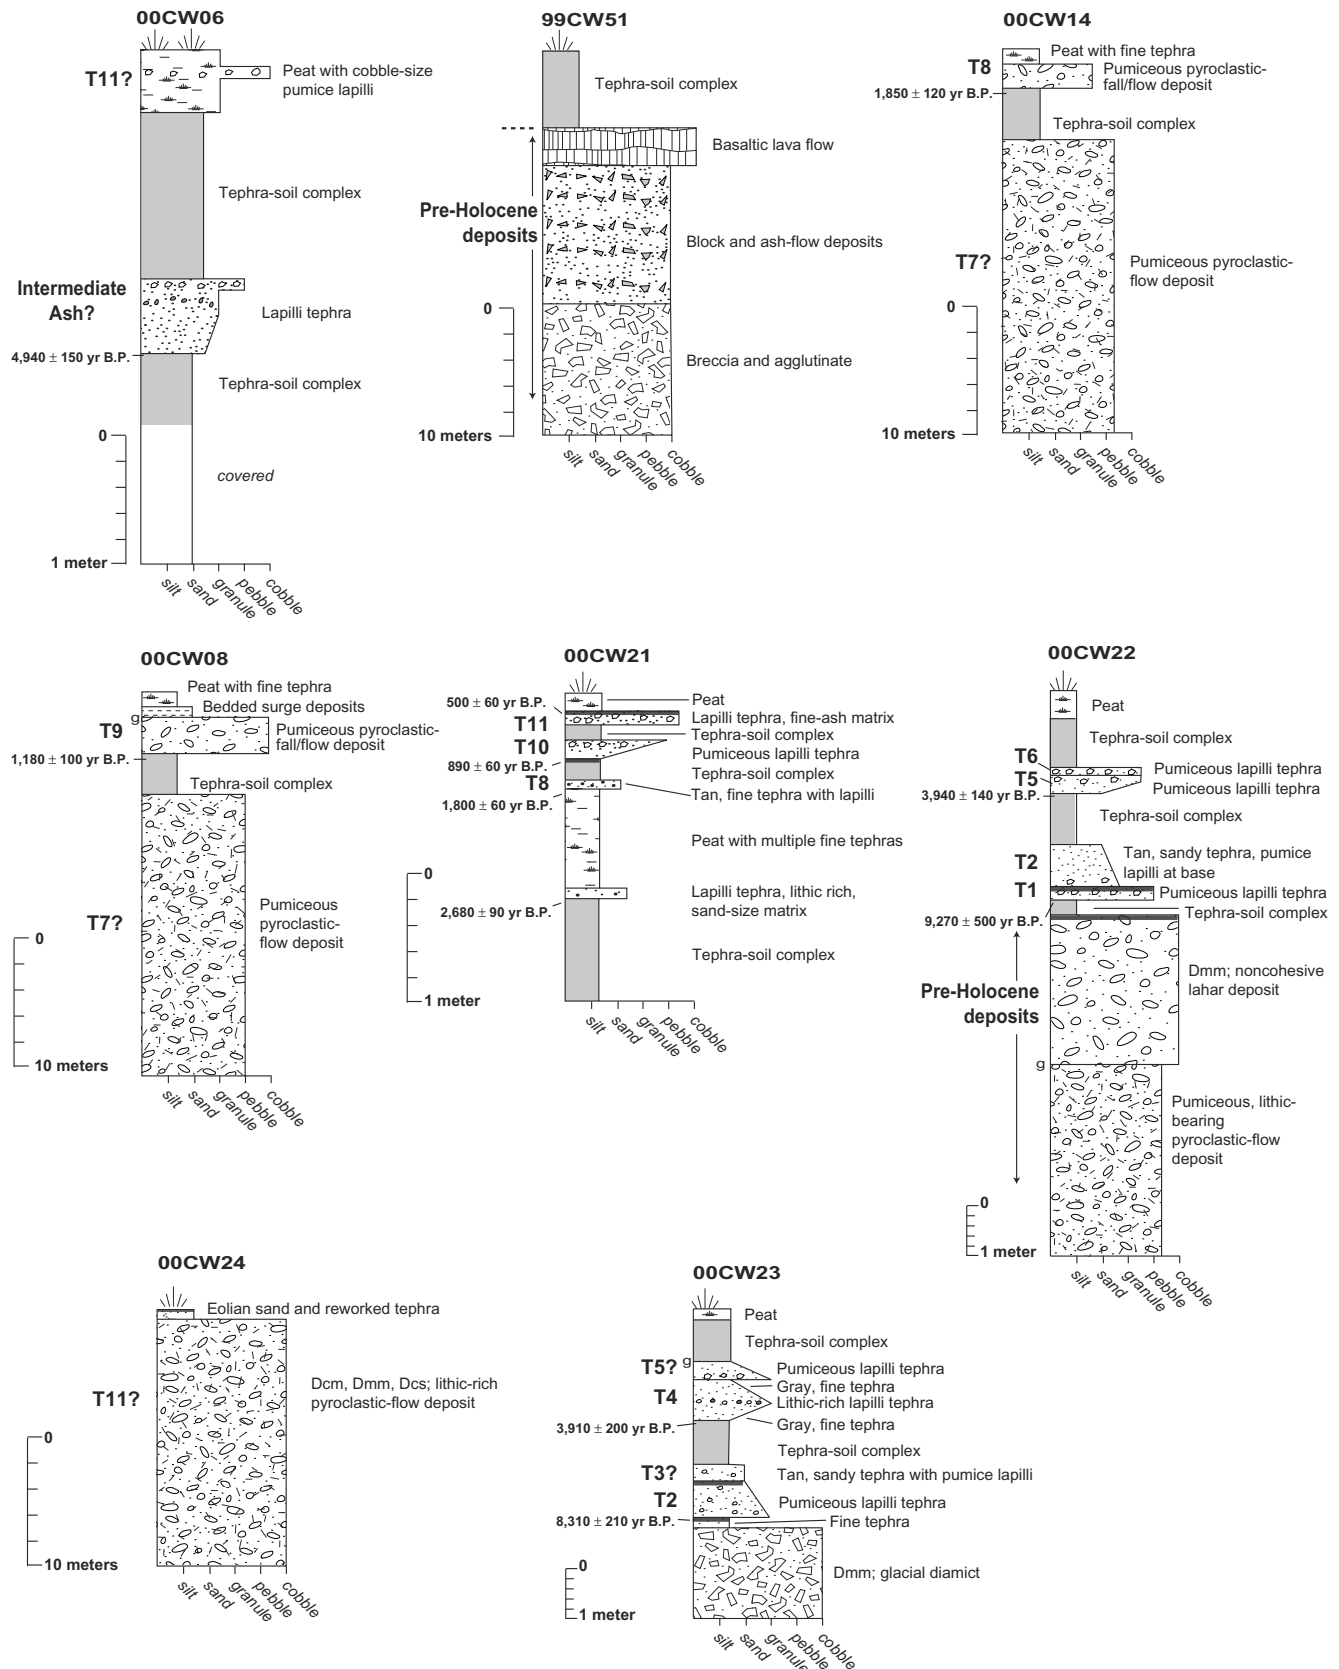 00CW06
T11?
Peat with cobble-size
pumice lapilli
Tephra-soil complex
Intermediate
Ash?
Lapilli tephra
4,940 ± 150 yr B.P.
Tephra-soil complex
0
covered
1 meter
silt
sand
granule
pebble
cobble
99CW51
Tephra-soil complex
Basaltic lava flow
Pre-Holocene
deposits
Block and ash-flow deposits
0
Breccia and agglutinate
10 meters
silt
sand
granule
pebble
cobble
00CW14
Peat with fine tephra
T8
Pumiceous pyroclastic-
fall/flow deposit
1,850 ± 120 yr B.P.
Tephra-soil complex
T7?
Pumiceous pyroclastic-
flow deposit
0
10 meters
silt
sand
granule
pebble
cobble
00CW08
Peat with fine tephra
Bedded surge deposits
g
T9
Pumiceous pyroclastic-
fall/flow deposit
1,180 ± 100 yr B.P.
Tephra-soil complex
T7?
Pumiceous
pyroclastic-
flow deposit
0
10 meters
silt
sand
granule
pebble
cobble
00CW21
500 ± 60 yr B.P.
Peat
T11
Lapilli tephra, fine-ash matrix
Tephra-soil complex
T10
Pumiceous lapilli tephra
890 ± 60 yr B.P.
Tephra-soil complex
T8
Tan, fine tephra with lapilli
1,800 ± 60 yr B.P.
Peat with multiple fine tephras
0
Lapilli tephra, lithic rich,
sand-size matrix
2,680 ± 90 yr B.P.
Tephra-soil complex
1 meter
silt
sand
granule
pebble
cobble
00CW22
Peat
Tephra-soil complex
T6
Pumiceous lapilli tephra
T5
Pumiceous lapilli tephra
3,940 ± 140 yr B.P.
Tephra-soil complex
T2
Tan, sandy tephra, pumice
lapilli at base
T1
Pumiceous lapilli tephra
Tephra-soil complex
9,270 ± 500 yr B.P.
Pre-Holocene
deposits
Dmm; noncohesive
lahar deposit
g
Pumiceous, lithic-
bearing
pyroclastic-flow
deposit
0
1 meter
silt
sand
granule
pebble
cobble
00CW24
Eolian sand and reworked tephra
T11?
Dcm, Dmm, Dcs; lithic-rich
pyroclastic-flow deposit
0
10 meters
silt
sand
granule
pebble
cobble
00CW23
Peat
Tephra-soil complex
g
T5?
Pumiceous lapilli tephra
Gray, fine tephra
T4
Lithic-rich lapilli tephra
Gray, fine tephra
3,910 ± 200 yr B.P.
Tephra-soil complex
T3?
Tan, sandy tephra with pumice lapilli
T2
Pumiceous lapilli tephra
8,310 ± 210 yr B.P.
Fine tephra
0
Dmm; glacial diamict
1 meter
silt
sand
granule
pebble
cobble